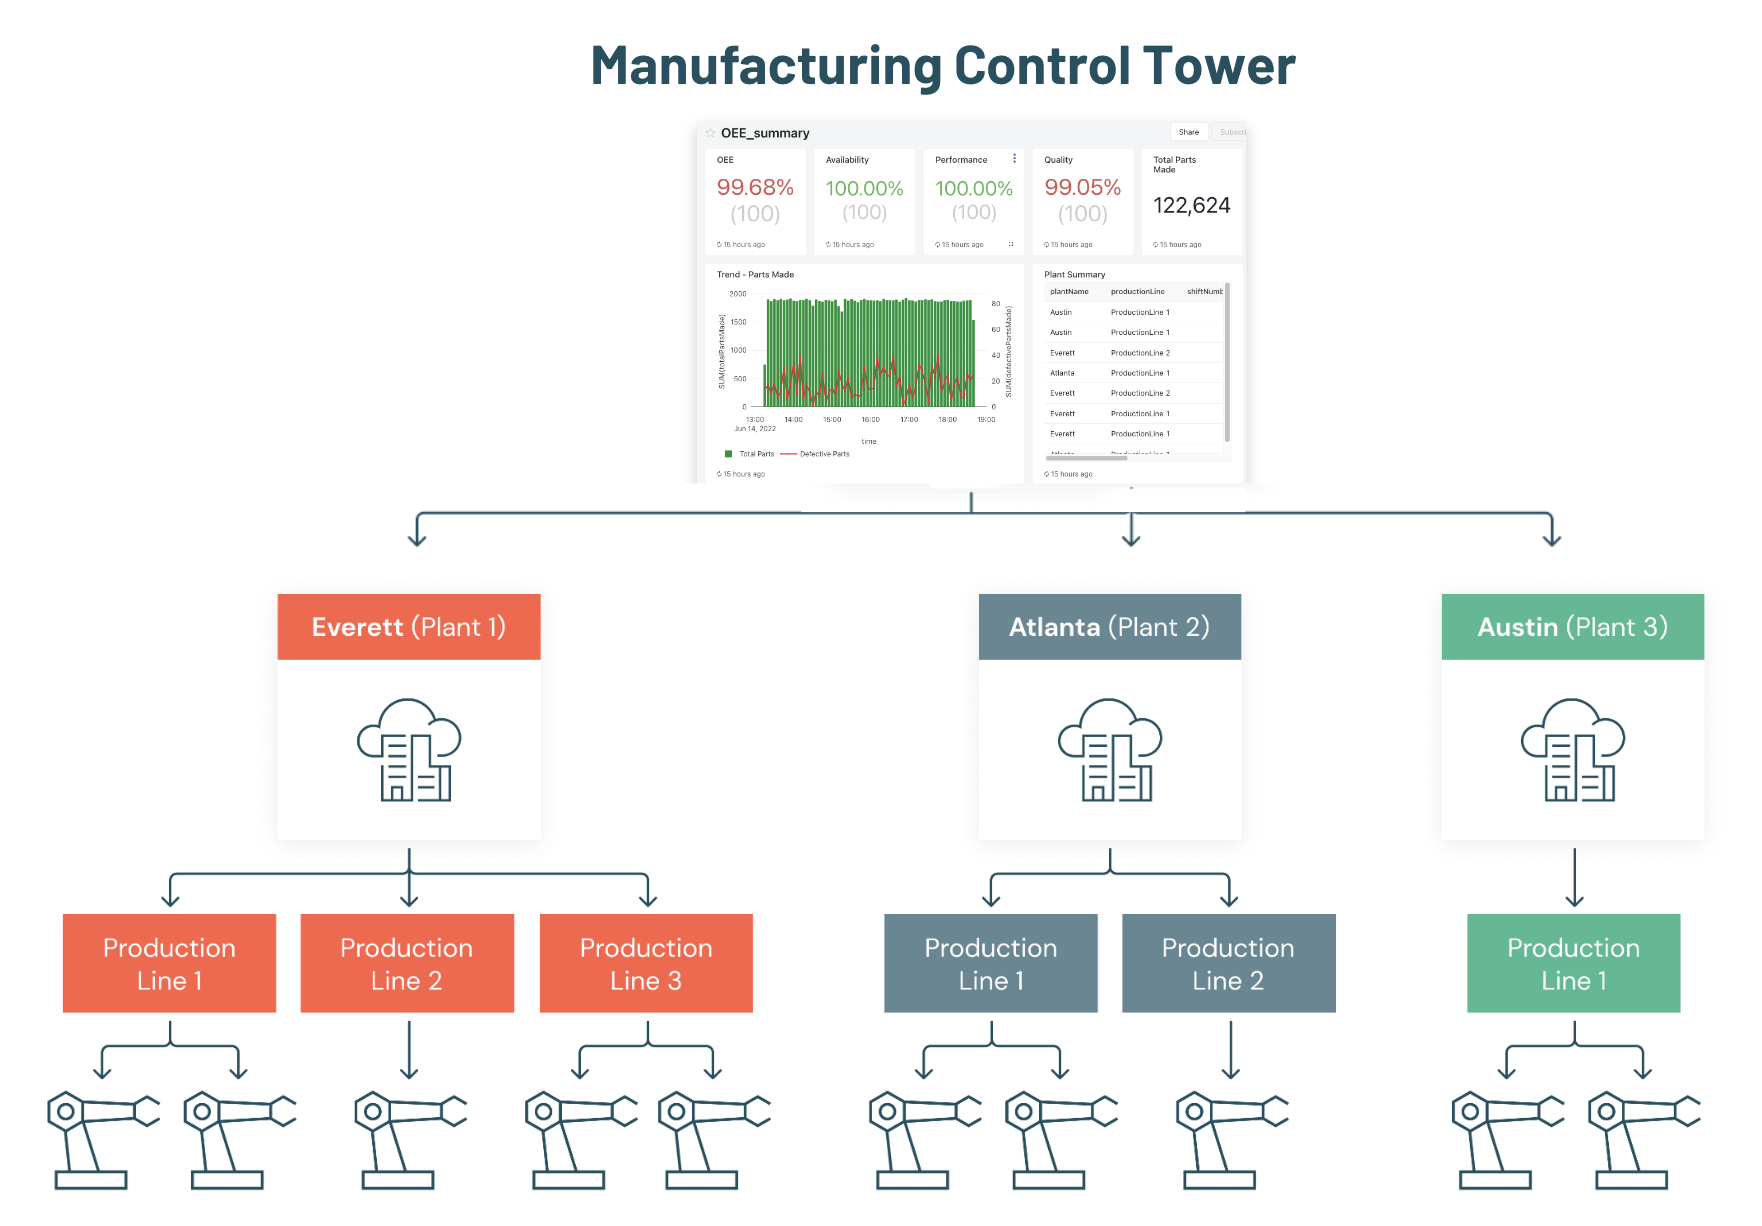 Manufacturing Control Tower
OEE_summary
Share
Subscri
OEE
99.68%
(100)
15 hours ago
Availability
100.00%
(100)
15 hours ago
Performance
100.00%
(100)
15 hours ago
Quality
99.05%
(100)
15 hours ago
Total Parts
Made
122,624
15 hours ago
Trend - Parts Made
SUM(totalPartsMade)
2000
1500
1000
500
0
80
60
40
20
0
SUM(defectivePartsMade)
13:00 14:00 15:00 16:00 17:00 18:00 19:00
Jun 14, 2022
time
Total Parts Defective Parts
15 hours ago
Plant Summary
plantName productionLine shiftNumb
Austin ProductionLine 1
Austin ProductionLine 1
Everett ProductionLine 2
Atlanta ProductionLine 1
Everett ProductionLine 2
Everett ProductionLine 1
Everett ProductionLine 1
15 hours ago
Everett (Plant 1)
Atlanta (Plant 2)
Austin (Plant 3)
Production
Line 1
Production
Line 2
Production
Line 3
Production
Line 1
Production
Line 2
Production
Line 1